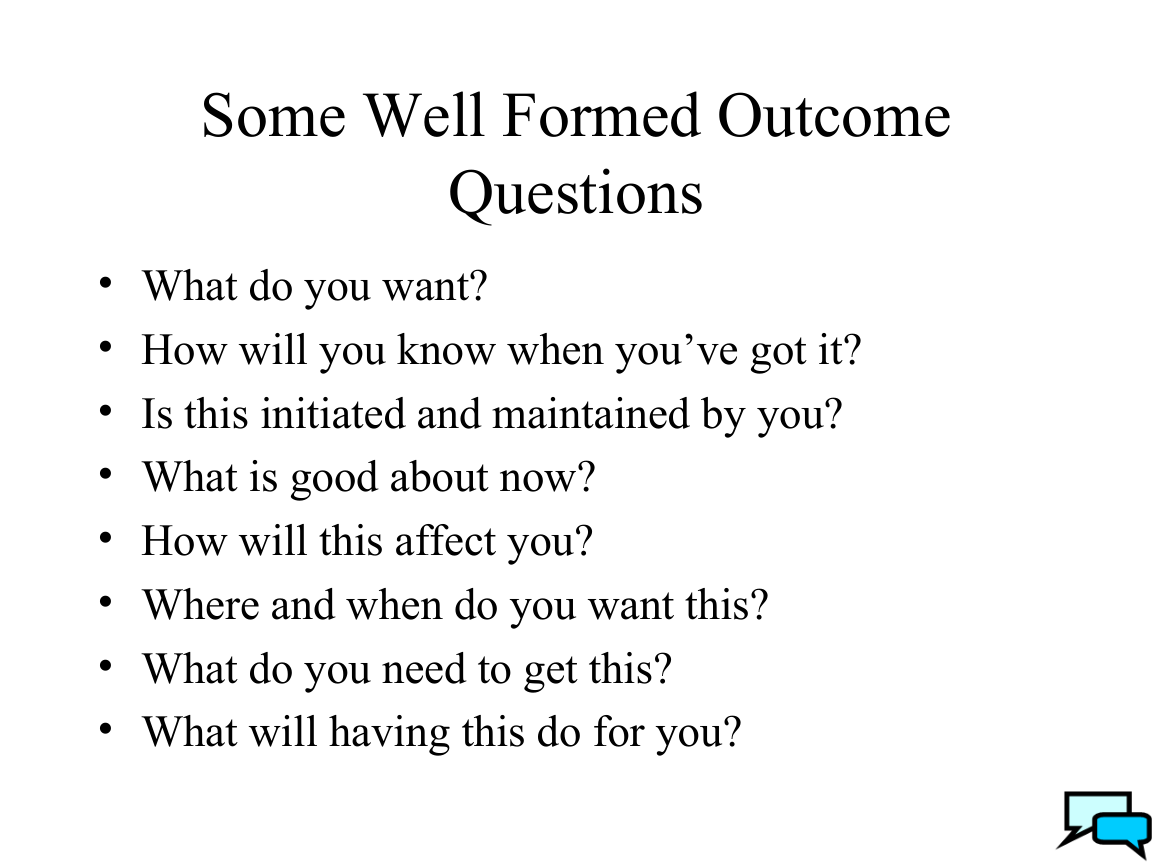 Some Well Formed Outcome
Questions
• What do you want?
• How will you know when you’ve got it?
• Is this initiated and maintained by you?
• What is good about now?
• How will this affect you?
• Where and when do you want this?
• What do you need to get this?
• What will having this do for you?